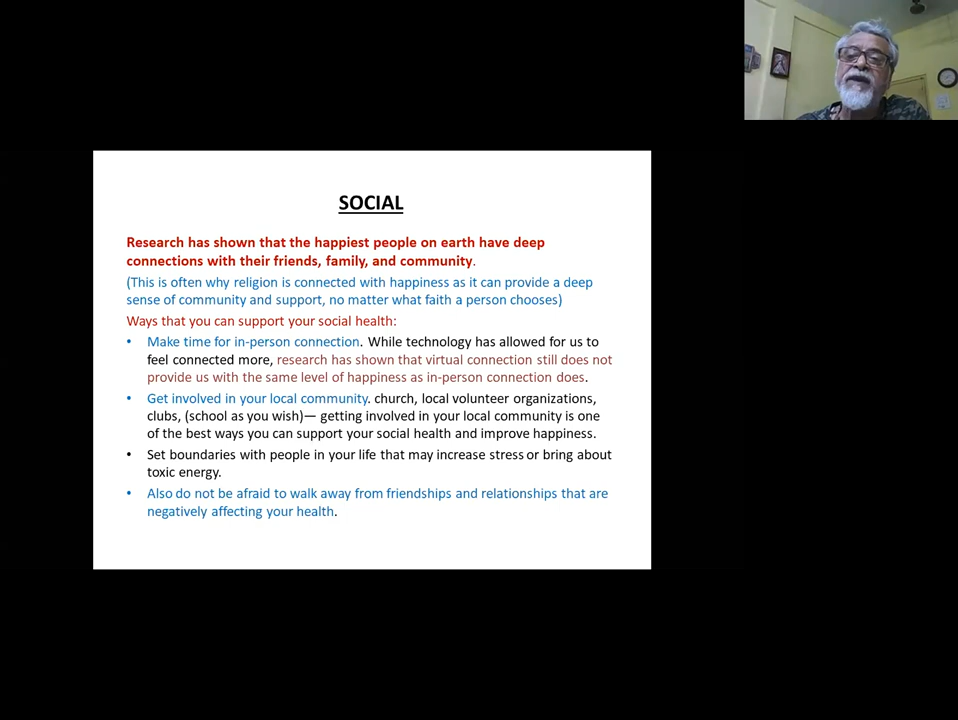 SOCIAL
Research has shown that the happiest people on earth have deep
connections with their friends, family, and community.
(This is often why religion is connected with happiness as it can provide a deep
sense of community and support, no matter what faith a person chooses)
Ways that you can support your social health:
• Make time for in-person connection. While technology has allowed for us to
feel connected more, research has shown that virtual connection still does not
provide us with the same level of happiness as in-person connection does.
• Get involved in your local community. church, local volunteer organizations,
clubs, (school as you wish)— getting involved in your local community is one
of the best ways you can support your social health and improve happiness.
• Set boundaries with people in your life that may increase stress or bring about
toxic energy.
• Also do not be afraid to walk away from friendships and relationships that are
negatively affecting your health.